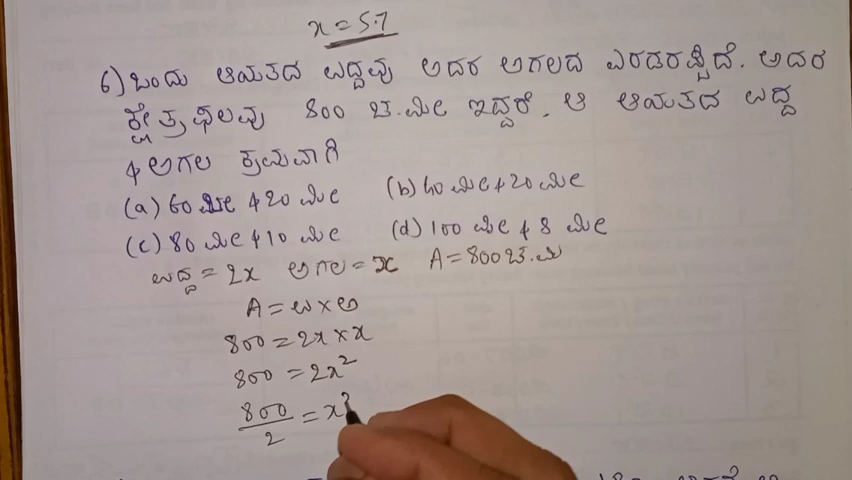 x = 5.7
6) ಒಂದು ಆಯತದ ಉದ್ದವು ಅದರ ಅಗಲದ ಎರಡರಷ್ಟಿದೆ. ಅದರ
ಕ್ಷೇತ್ರಫಲವು 800 ಚ.ಮೀ ಇದ್ದರೆ, ಆ ಆಯತದ ಉದ್ದ
& ಅಗಲ ಕ್ರಮವಾಗಿ
(a) 60 ಮೀ & 20 ಮೀ (b) 40 ಮೀ & 20 ಮೀ
(c) 80 ಮೀ & 10 ಮೀ (d) 100 ಮೀ & 8 ಮೀ
ಉದ್ದ = 2x ಅಗಲ = x A = 800 ಚ.ಮೀ
A = ಉ × ಅ
800 = 2x × x
800 = 2x²
800/2 = x²